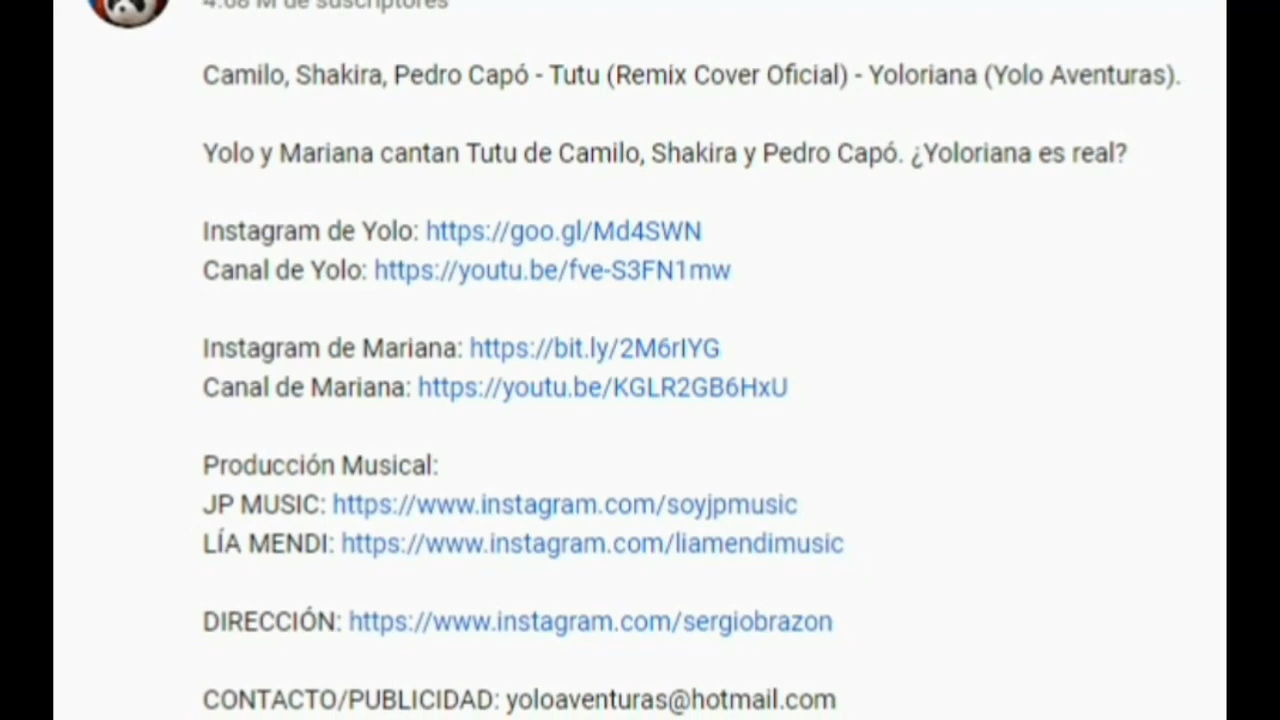 4.68 M de suscriptores
Camilo, Shakira, Pedro Capó - Tutu (Remix Cover Oficial) - Yoloriana (Yolo Aventuras).
Yolo y Mariana cantan Tutu de Camilo, Shakira y Pedro Capó. ¿Yoloriana es real?
Instagram de Yolo: https://goo.gl/Md4SWN
Canal de Yolo: https://youtu.be/fve-S3FN1mw
Instagram de Mariana: https://bit.ly/2M6rIYG
Canal de Mariana: https://youtu.be/KGLR2GB6HxU
Producción Musical:
JP MUSIC: https://www.instagram.com/soyjpmusic
LÍA MENDI: https://www.instagram.com/liamendimusic
DIRECCIÓN: https://www.instagram.com/sergiobrazon
CONTACTO/PUBLICIDAD: yoloaventuras@hotmail.com